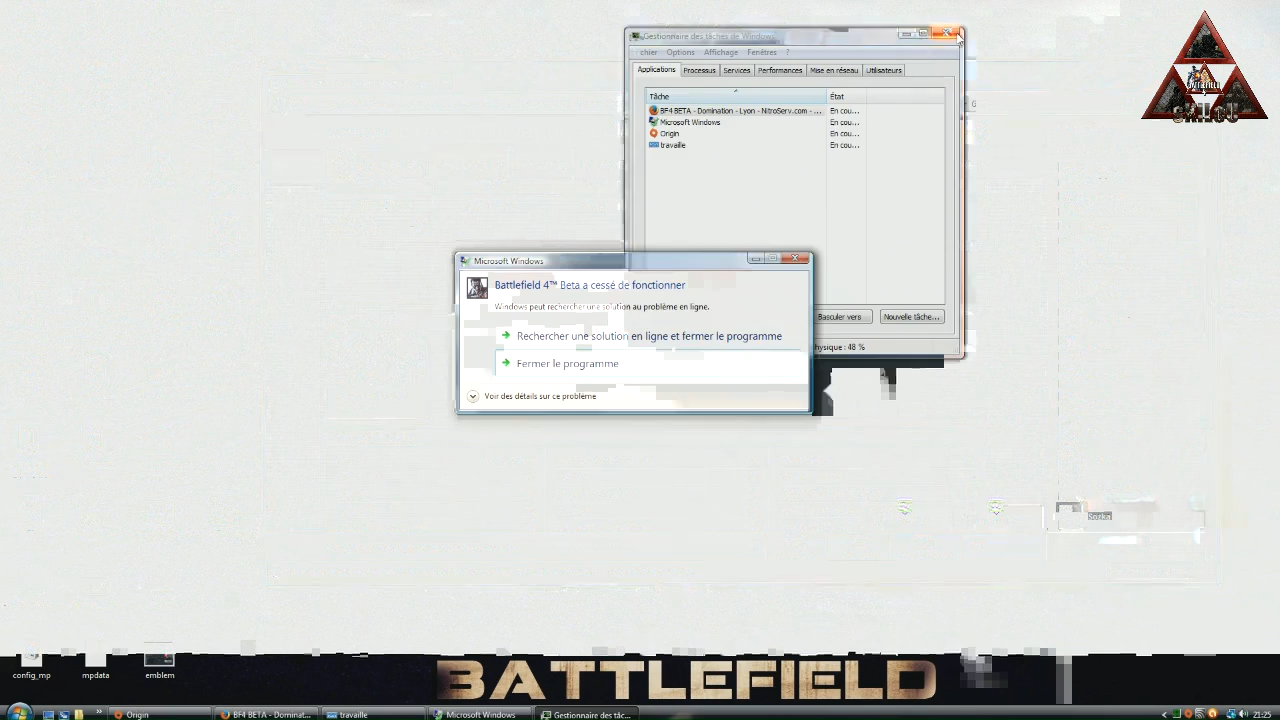 Gestionnaire des tâches de Windows
chier Options Affichage Fenêtres ?
Applications Processus Services Performances Mise en réseau Utilisateurs
Tâche État
BF4 BETA - Domination - Lyon - NitroServ.com - ... En cou...
Microsoft Windows En cou...
Origin En cou...
travaille En cou...
BATTLEFIELD
Microsoft Windows
Battlefield 4™ Beta a cessé de fonctionner
Windows peut rechercher une solution au problème en ligne.
Rechercher une solution en ligne et fermer le programme
Fermer le programme
Voir des détails sur ce problème
Basculer vers Nouvelle tâche...
hysique : 48 %
Sozka
config_mp mpdata emblem
BATTLEFIELD
Origin BF4 BETA - Dominat... travaille Microsoft Windows Gestionnaire des tâc... 21:25